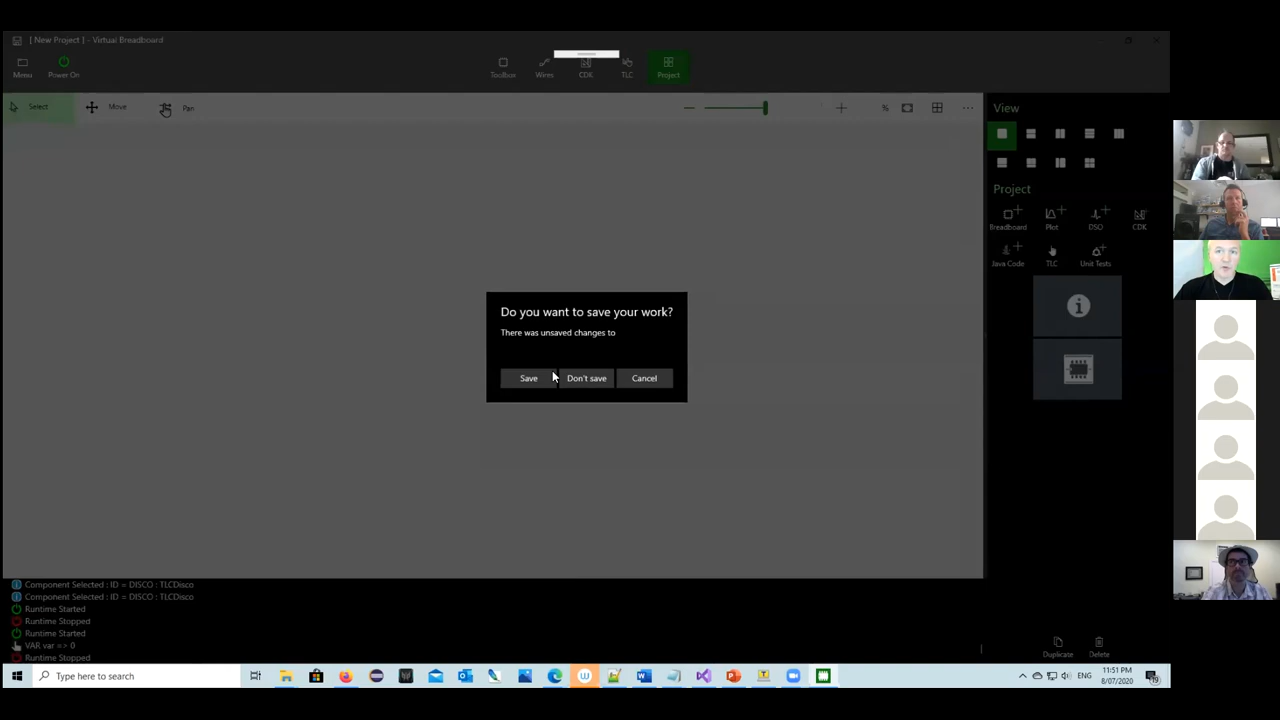 [ New Project ] - Virtual Breadboard
Menu
Power On
Toolbox
Wires
CDK
TLC
Project
Select
Move
Pan
%
View
Project
Breadboard
Plot
DSO
CDK
Java Code
TLC
Unit Tests
Do you want to save your work?
There was unsaved changes to
Save
Don't save
Cancel
Component Selected : ID = DISCO : TLCDisco
Component Selected : ID = DISCO : TLCDisco
Runtime Started
Runtime Stopped
Runtime Started
VAR var => 0
Runtime Stopped
Duplicate
Delete
Type here to search
ENG
11:51 PM
8/07/2020